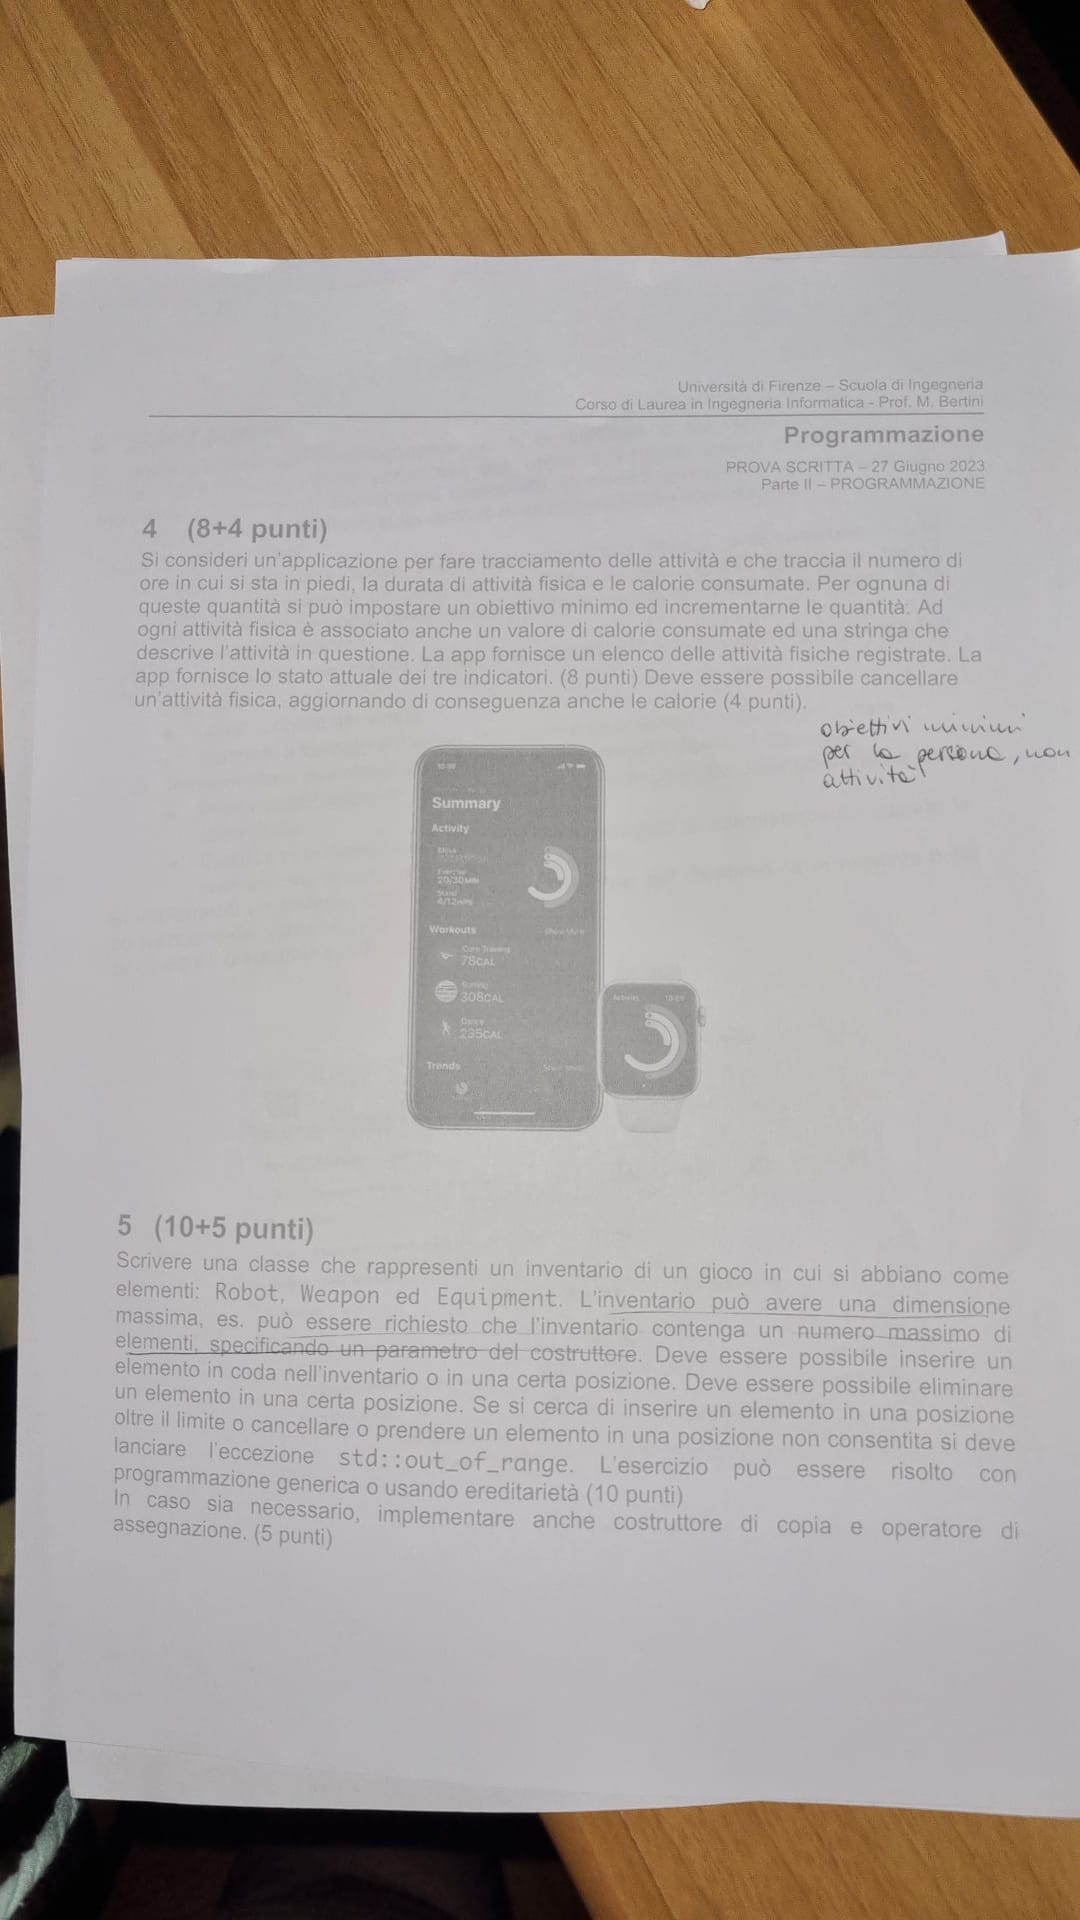 Università di Firenze – Scuola di Ingegneria
Corso di Laurea in Ingegneria Informatica - Prof. M. Bertini
Programmazione
PROVA SCRITTA – 27 Giugno 2023
Parte II – PROGRAMMAZIONE
4 (8+4 punti)
Si consideri un'applicazione per fare tracciamento delle attività e che traccia il numero di
ore in cui si sta in piedi, la durata di attività fisica e le calorie consumate. Per ognuna di
queste quantità si può impostare un obiettivo minimo ed incrementarne le quantità. Ad
ogni attività fisica è associato anche un valore di calorie consumate ed una stringa che
descrive l'attività in questione. La app fornisce un elenco delle attività fisiche registrate. La
app fornisce lo stato attuale dei tre indicatori. (8 punti) Deve essere possibile cancellare
un'attività fisica, aggiornando di conseguenza anche le calorie (4 punti).
obiettivi minimi
per la persona, non
attività
10:09
Summary
Activity
Move
Exercise
20/30MIN
Stand
4/12HRS
Workouts
Show More
Core Training
78CAL
Surfing
308CAL
Dance
235CAL
Trends
Show More
Activity 10:09
5 (10+5 punti)
Scrivere una classe che rappresenti un inventario di un gioco in cui si abbiano come
elementi: Robot, Weapon ed Equipment. L'inventario può avere una dimensione
massima, es. può essere richiesto che l'inventario contenga un numero massimo di
elementi, specificando un parametro del costruttore. Deve essere possibile inserire un
elemento in coda nell'inventario o in una certa posizione. Deve essere possibile eliminare
un elemento in una certa posizione. Se si cerca di inserire un elemento in una posizione
oltre il limite o cancellare o prendere un elemento in una posizione non consentita si deve
lanciare l'eccezione std::out_of_range. L'esercizio può essere risolto con
programmazione generica o usando ereditarietà (10 punti)
In caso sia necessario, implementare anche costruttore di copia e operatore di
assegnazione. (5 punti)